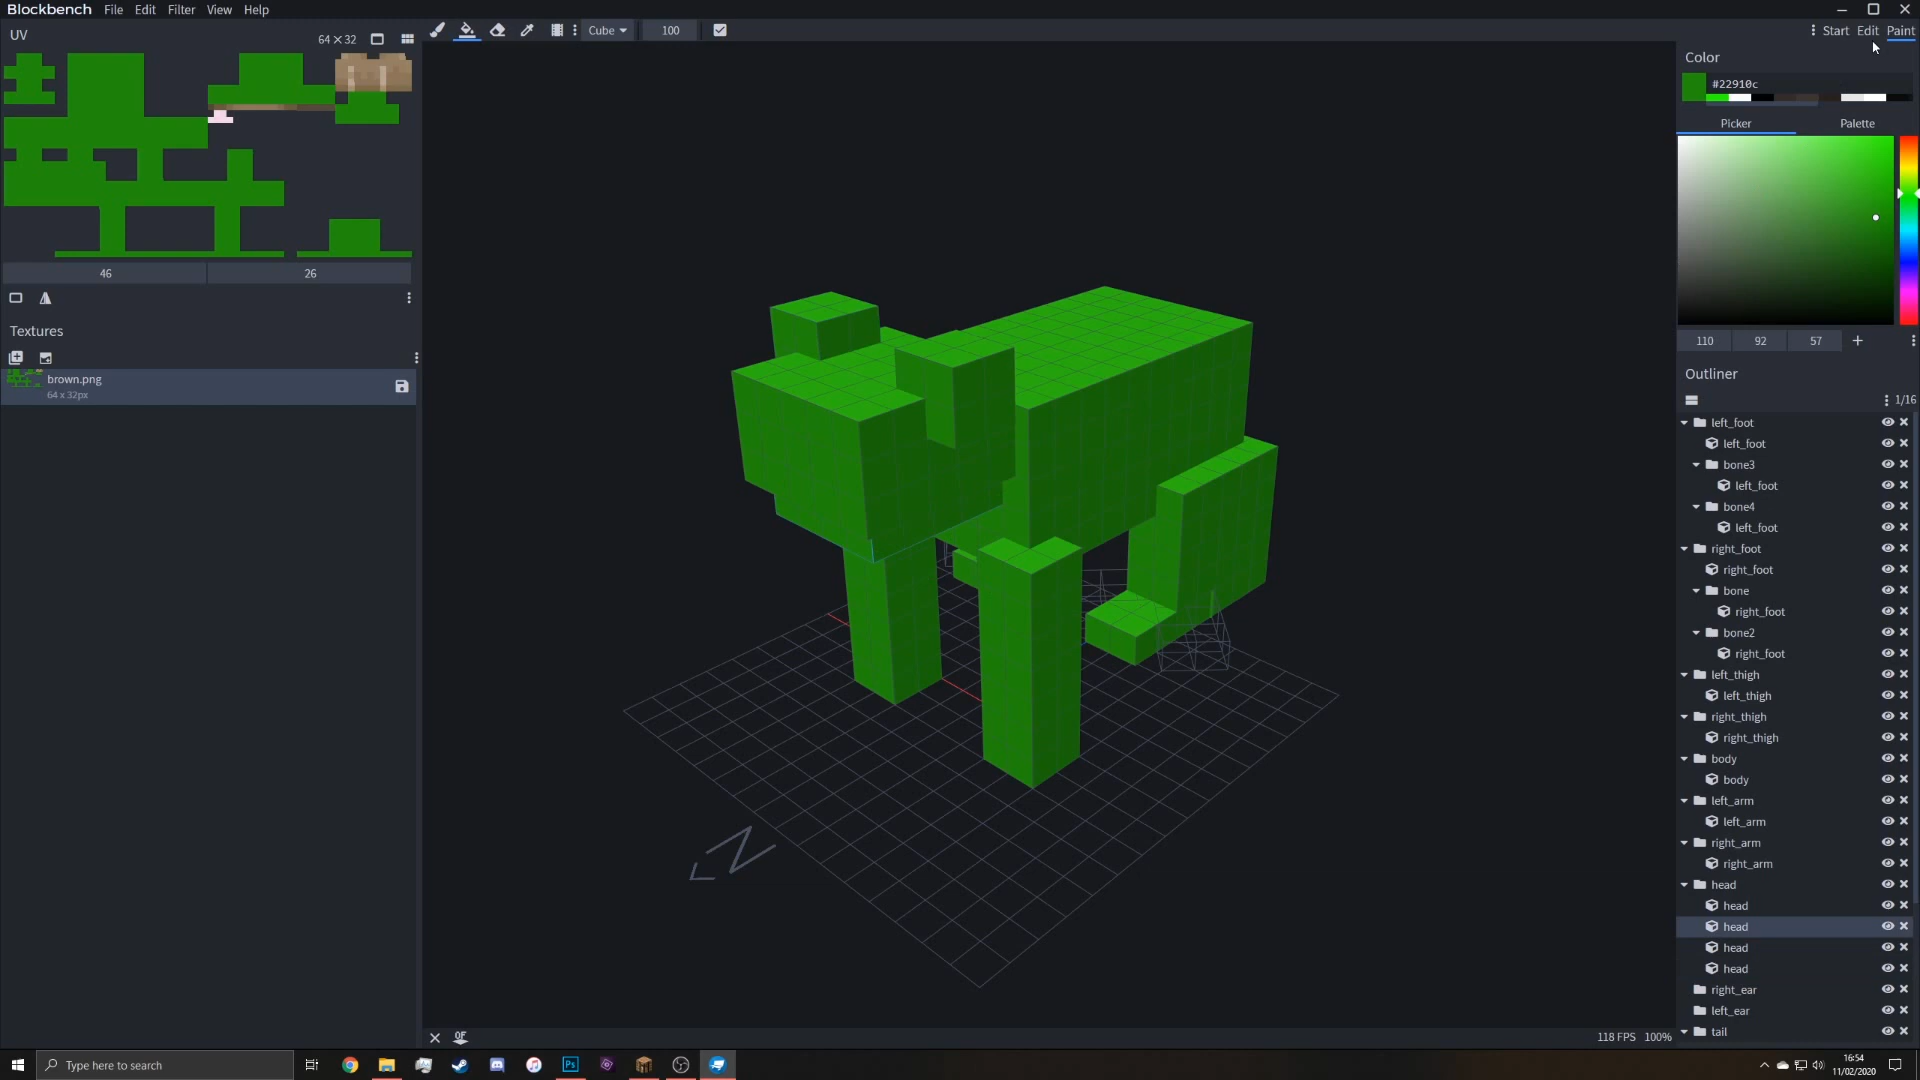 Blockbench File Edit Filter View Help
UV
64×32
Cube 100
Start Edit Paint
Color
#22910c
Picker Palette
46 26
Textures
110 92 57
brown.png
64 x 32px
Outliner
1/16
left_foot
left_foot
bone3
left_foot
bone4
left_foot
right_foot
right_foot
bone
right_foot
bone2
right_foot
left_thigh
left_thigh
right_thigh
right_thigh
body
body
left_arm
left_arm
right_arm
right_arm
head
head
head
head
head
right_ear
left_ear
tail
N
118 FPS 100%
Type here to search
Ps
16:54
11/02/2020